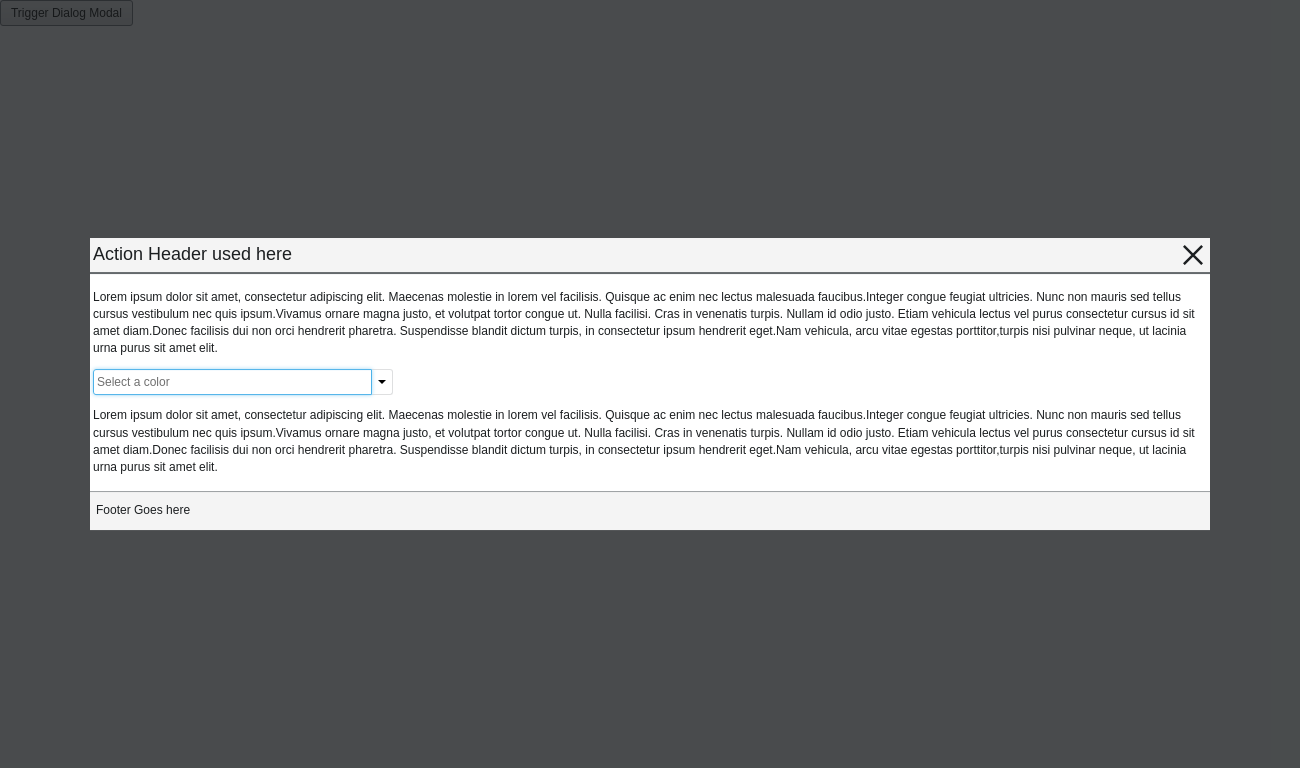 Trigger Dialog Modal
Action Header used here
Lorem ipsum dolor sit amet, consectetur adipiscing elit. Maecenas molestie in lorem vel facilisis. Quisque ac enim nec lectus malesuada faucibus.Integer congue feugiat ultricies. Nunc non mauris sed tellus
cursus vestibulum nec quis ipsum.Vivamus ornare magna justo, et volutpat tortor congue ut. Nulla facilisi. Cras in venenatis turpis. Nullam id odio justo. Etiam vehicula lectus vel purus consectetur cursus id sit
amet diam.Donec facilisis dui non orci hendrerit pharetra. Suspendisse blandit dictum turpis, in consectetur ipsum hendrerit eget.Nam vehicula, arcu vitae egestas porttitor,turpis nisi pulvinar neque, ut lacinia
urna purus sit amet elit.
Select a color
Lorem ipsum dolor sit amet, consectetur adipiscing elit. Maecenas molestie in lorem vel facilisis. Quisque ac enim nec lectus malesuada faucibus.Integer congue feugiat ultricies. Nunc non mauris sed tellus
cursus vestibulum nec quis ipsum.Vivamus ornare magna justo, et volutpat tortor congue ut. Nulla facilisi. Cras in venenatis turpis. Nullam id odio justo. Etiam vehicula lectus vel purus consectetur cursus id sit
amet diam.Donec facilisis dui non orci hendrerit pharetra. Suspendisse blandit dictum turpis, in consectetur ipsum hendrerit eget.Nam vehicula, arcu vitae egestas porttitor,turpis nisi pulvinar neque, ut lacinia
urna purus sit amet elit.
Footer Goes here